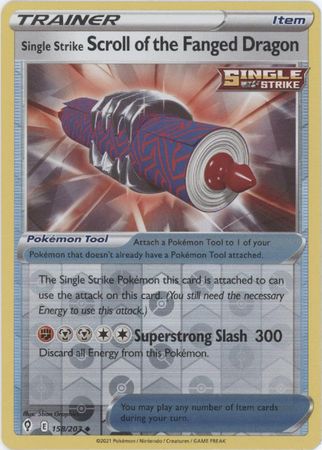 TRAINER
Item
Single Strike Scroll of the Fanged Dragon
SINGLE
STRIKE
Pokémon Tool
Attach a Pokémon Tool to 1 of your
Pokémon that doesn't already have a Pokémon Tool attached.
The Single Strike Pokémon this card is attached to can
use the attack on this card. (You still need the necessary
Energy to use this attack.)
Superstrong Slash 300
Discard all Energy from this Pokémon.
Illus. Studio Bora
You may play any number of Item cards
during your turn.
E 158/203
©2021 Pokémon / Nintendo / Creatures / GAME FREAK